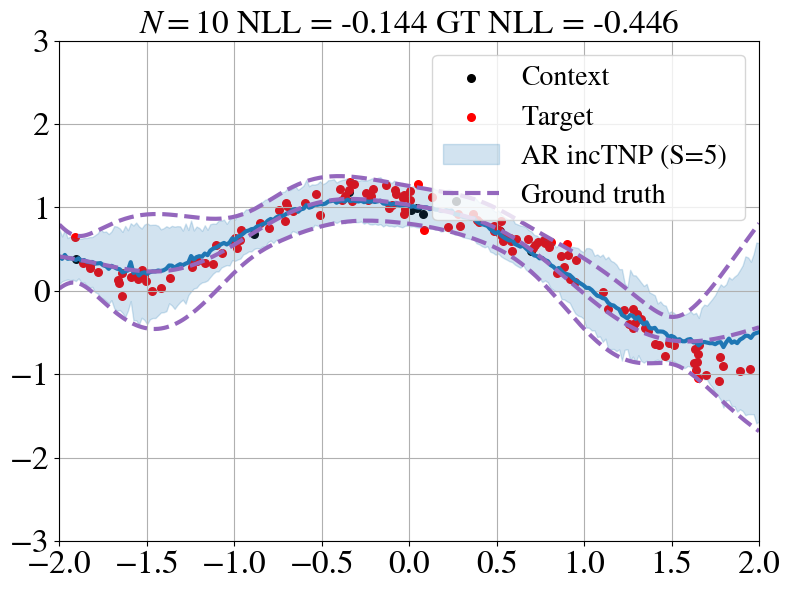 N = 10 NLL = -0.144 GT NLL = -0.446
3
2
1
0
−1
−2
−3
Context
Target
AR incTNP (S=5)
Ground truth
−2.0 −1.5 −1.0 −0.5 0.0 0.5 1.0 1.5 2.0